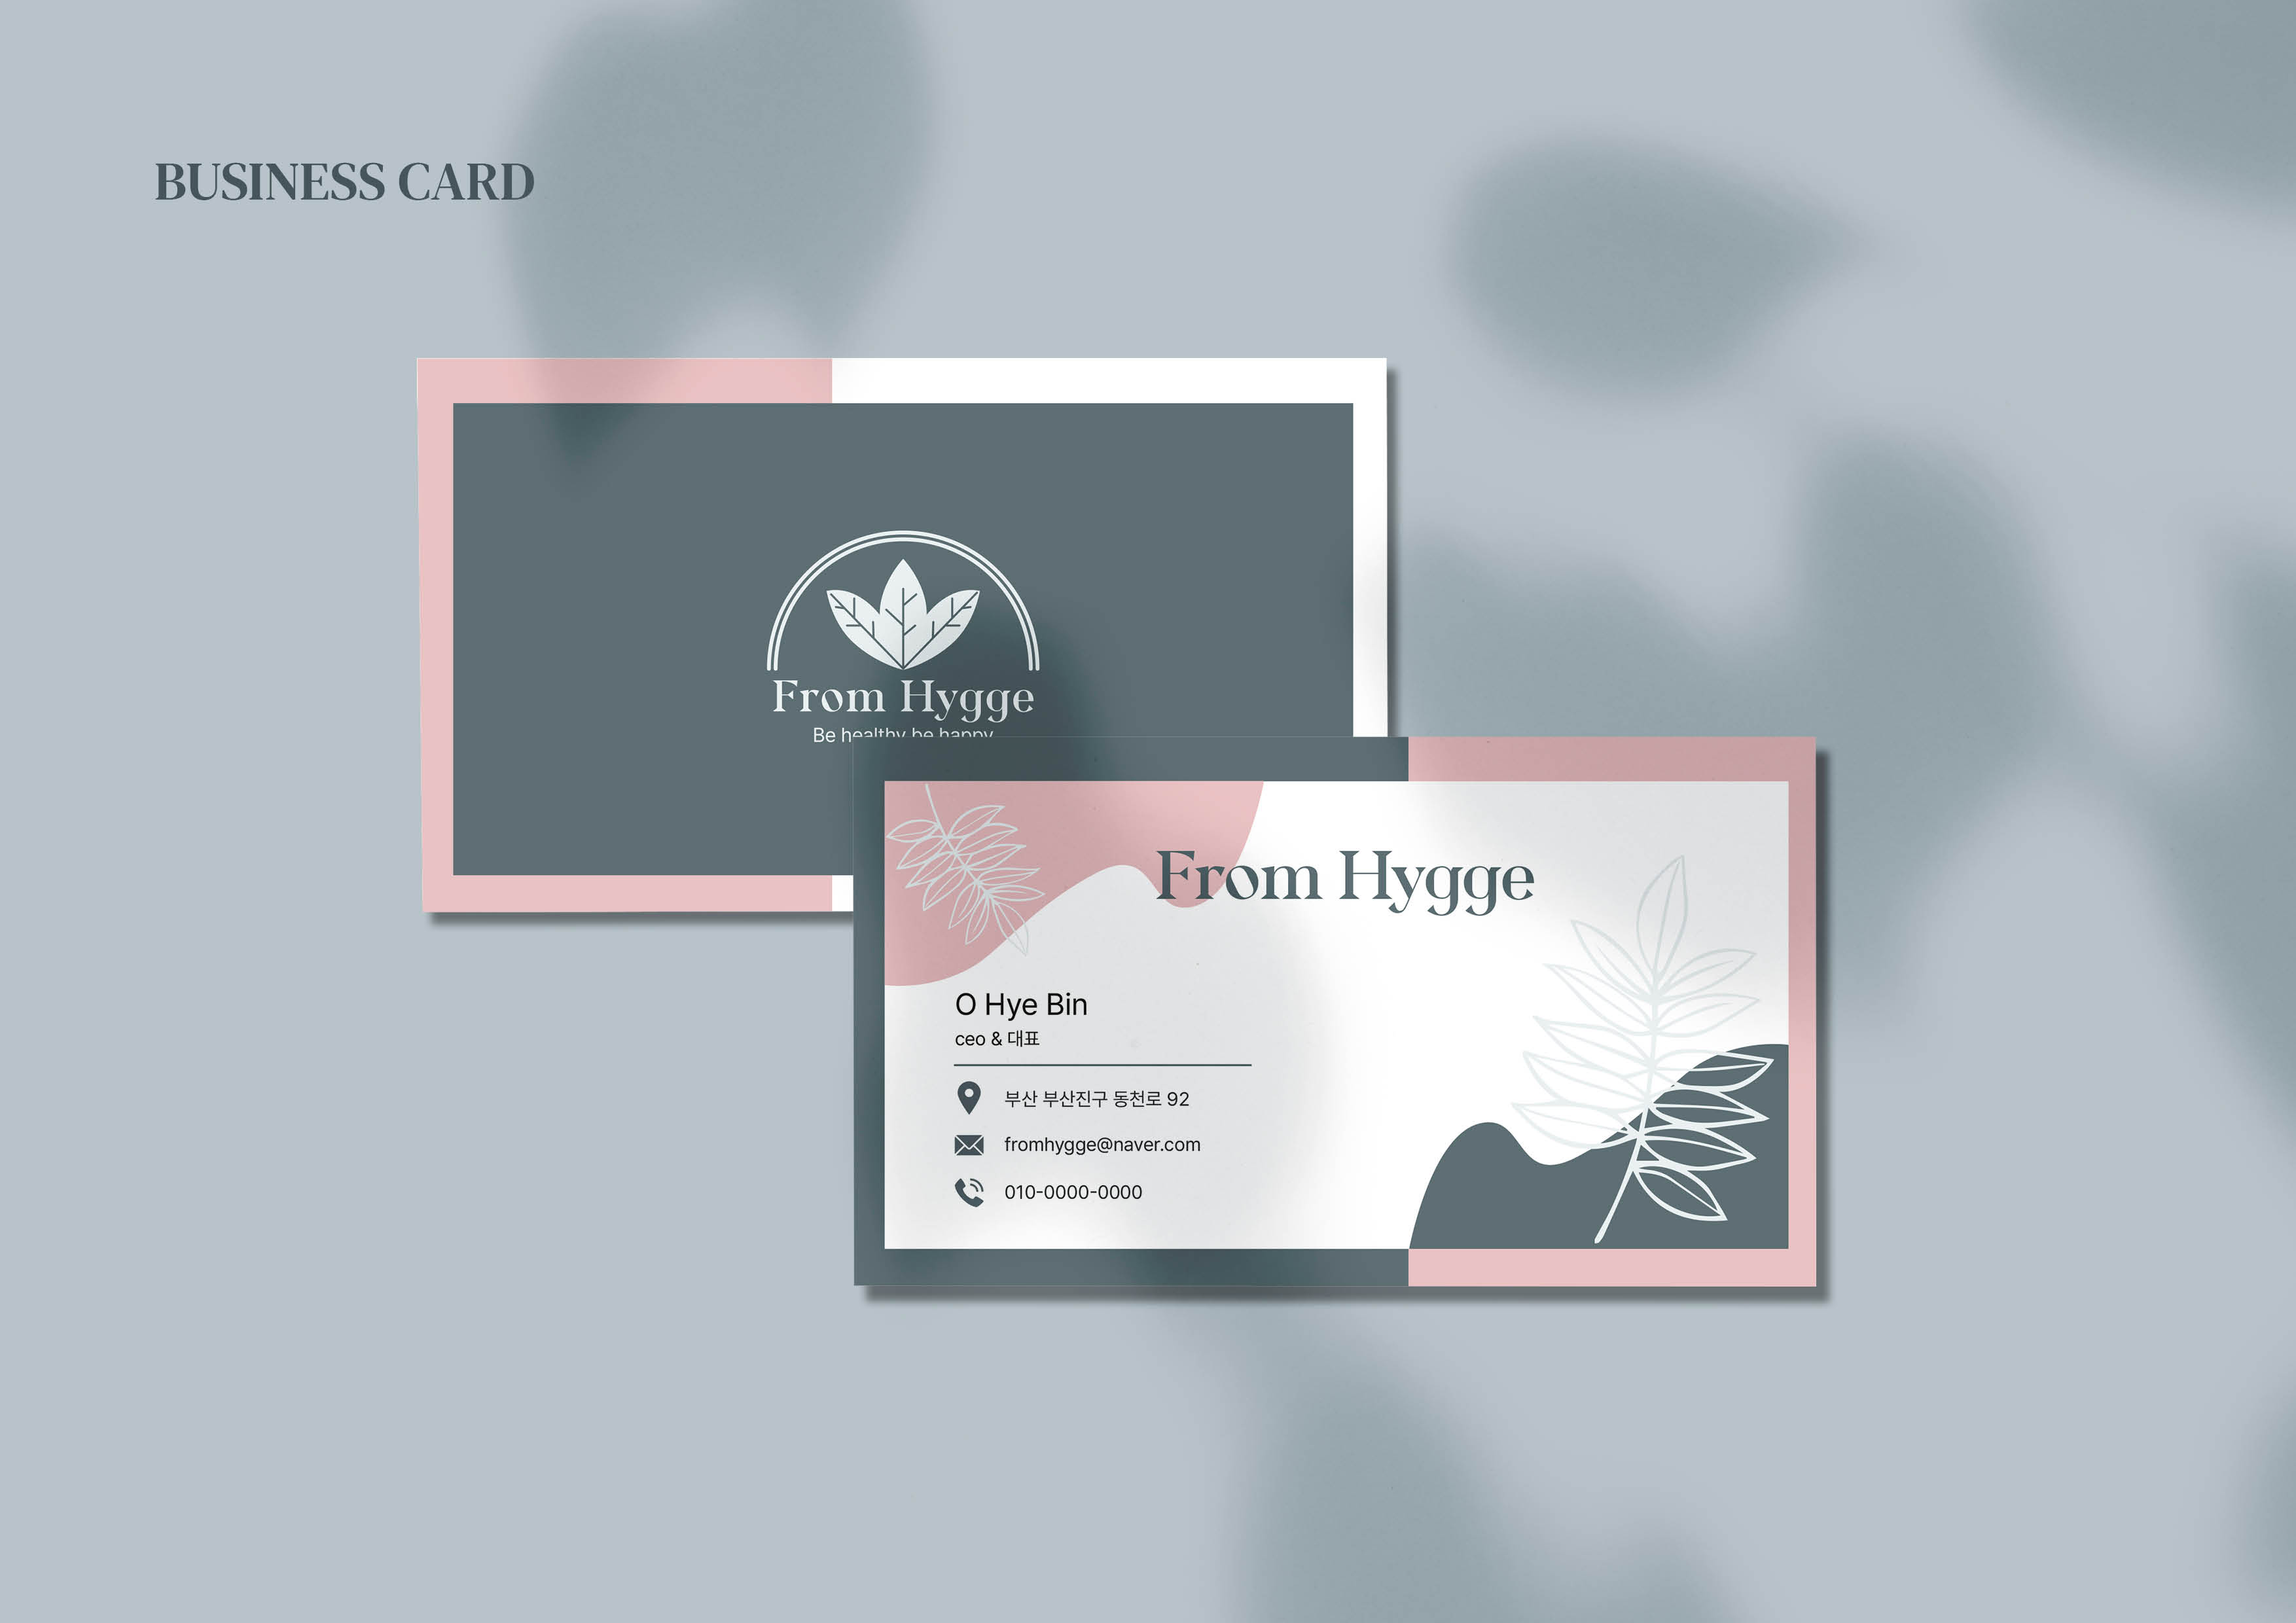 BUSINESS CARD
From Hygge
Be healthy be happy
From Hygge
O Hye Bin
ceo & 대표
부산 부산진구 동천로 92
fromhygge@naver.com
010-0000-0000